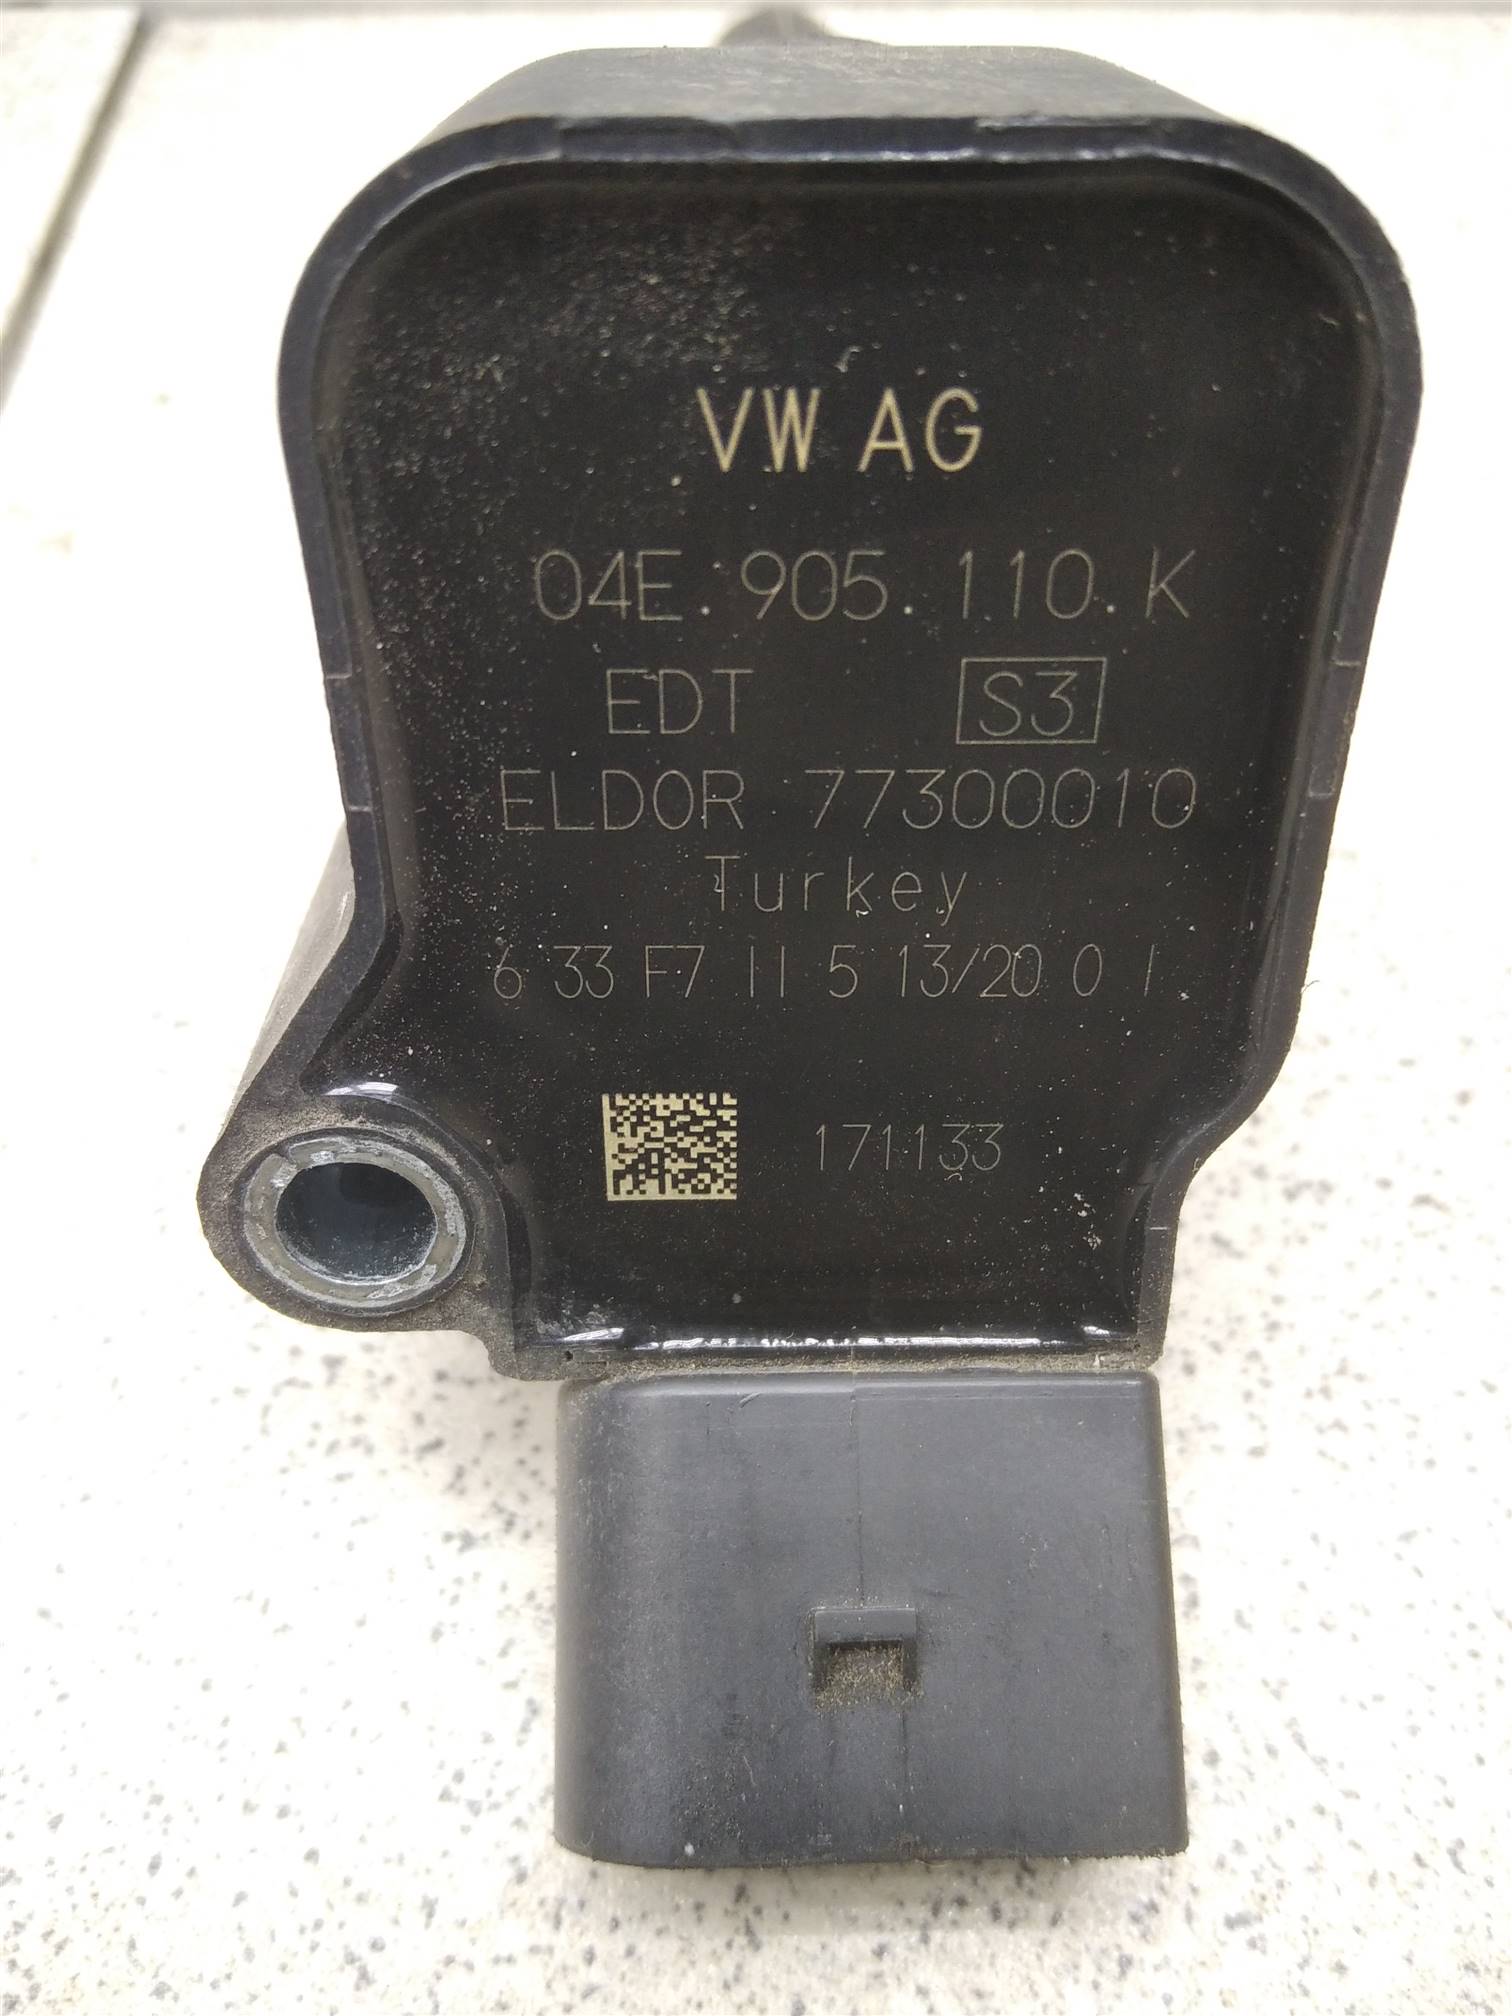 VW AG
04E.905.110.K
EDT S3
ELDOR 77300010
Turkey
6 33 F7 11 5 13/20 0 1
171133